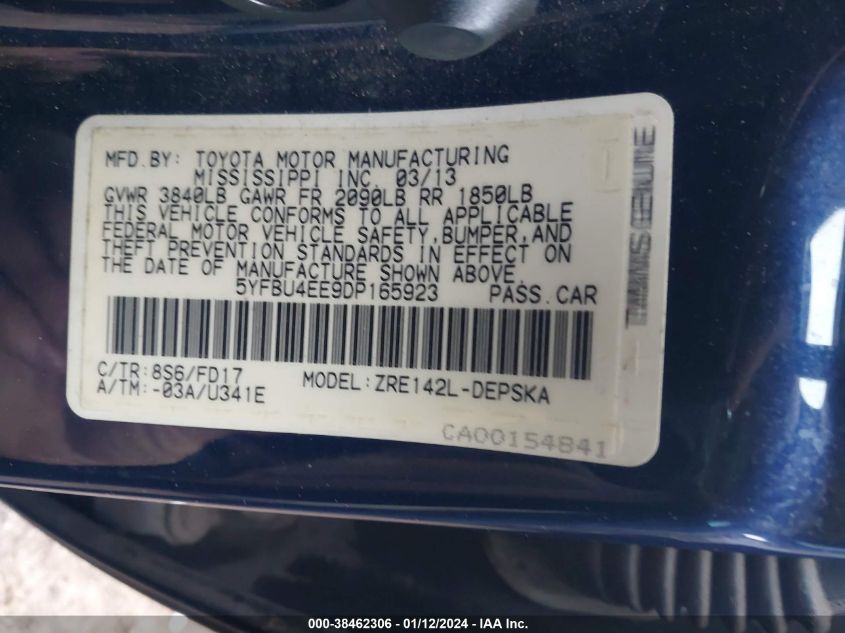 MFD.BY: TOYOTA MOTOR MANUFACTURING
MISSISSIPPI INC. 03/13
GVWR 3840LB GAWR FR 2090LB RR 1850LB
THIS VEHICLE CONFORMS TO ALL APPLICABLE
FEDERAL MOTOR VEHICLE SAFETY,BUMPER,AND
THEFT PREVENTION STANDARDS IN EFFECT ON
THE DATE OF MANUFACTURE SHOWN ABOVE.
5YFBU4EE9DP165923 PASS.CAR
C/TR:8S6/FD17
A/TM:-03A/U341E
MODEL:ZRE142L-DEPSKA
CA00154841
GENUINE
000-38462306 - 01/12/2024 - IAA Inc.